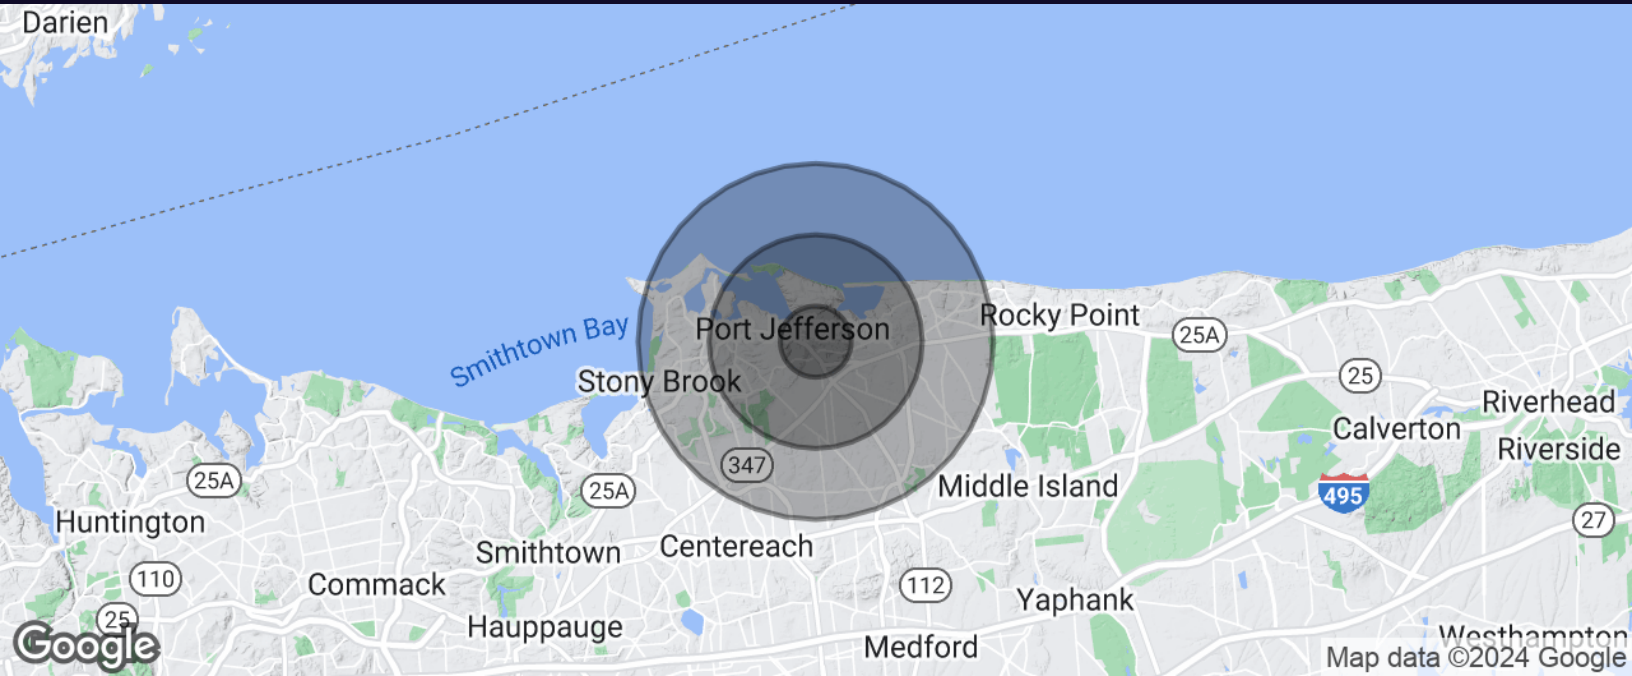 Darien
Smithtown Bay
Port Jefferson
Rocky Point
25A
Stony Brook
25
Riverhead
Calverton
Riverside
347
25A
25A
Middle Island
495
27
Huntington
Smithtown
Centereach
110
Commack
112
Yaphank
25
Hauppauge
Medford
Westhampton
Google
Map data ©2024 Google